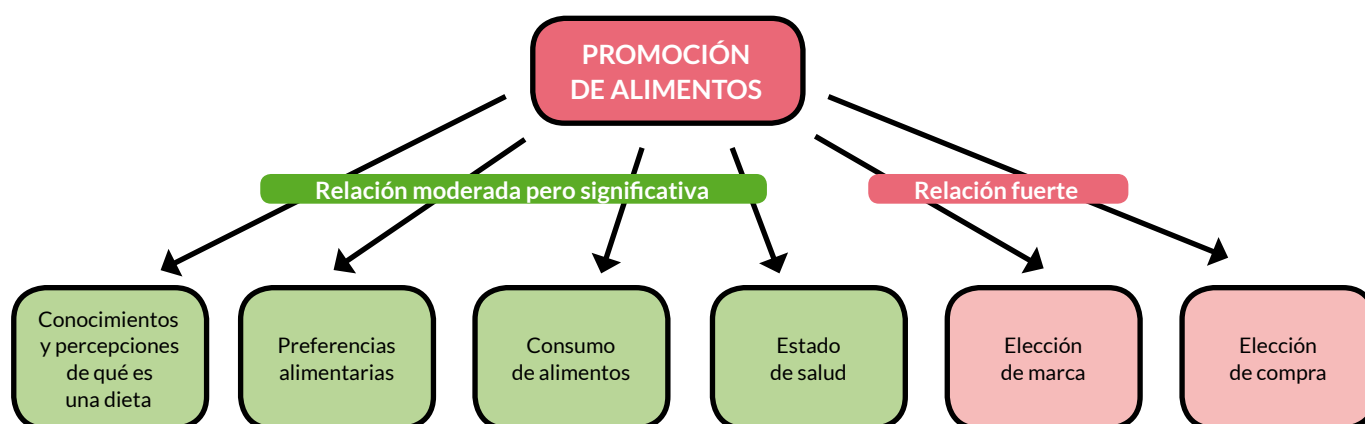 PROMOCIÓN
DE ALIMENTOS
Relación moderada pero significativa
Relación fuerte
Conocimientos
y percepciones
de qué es
una dieta
Preferencias
alimentarias
Consumo
de alimentos
Estado
de salud
Elección
de marca
Elección
de compra